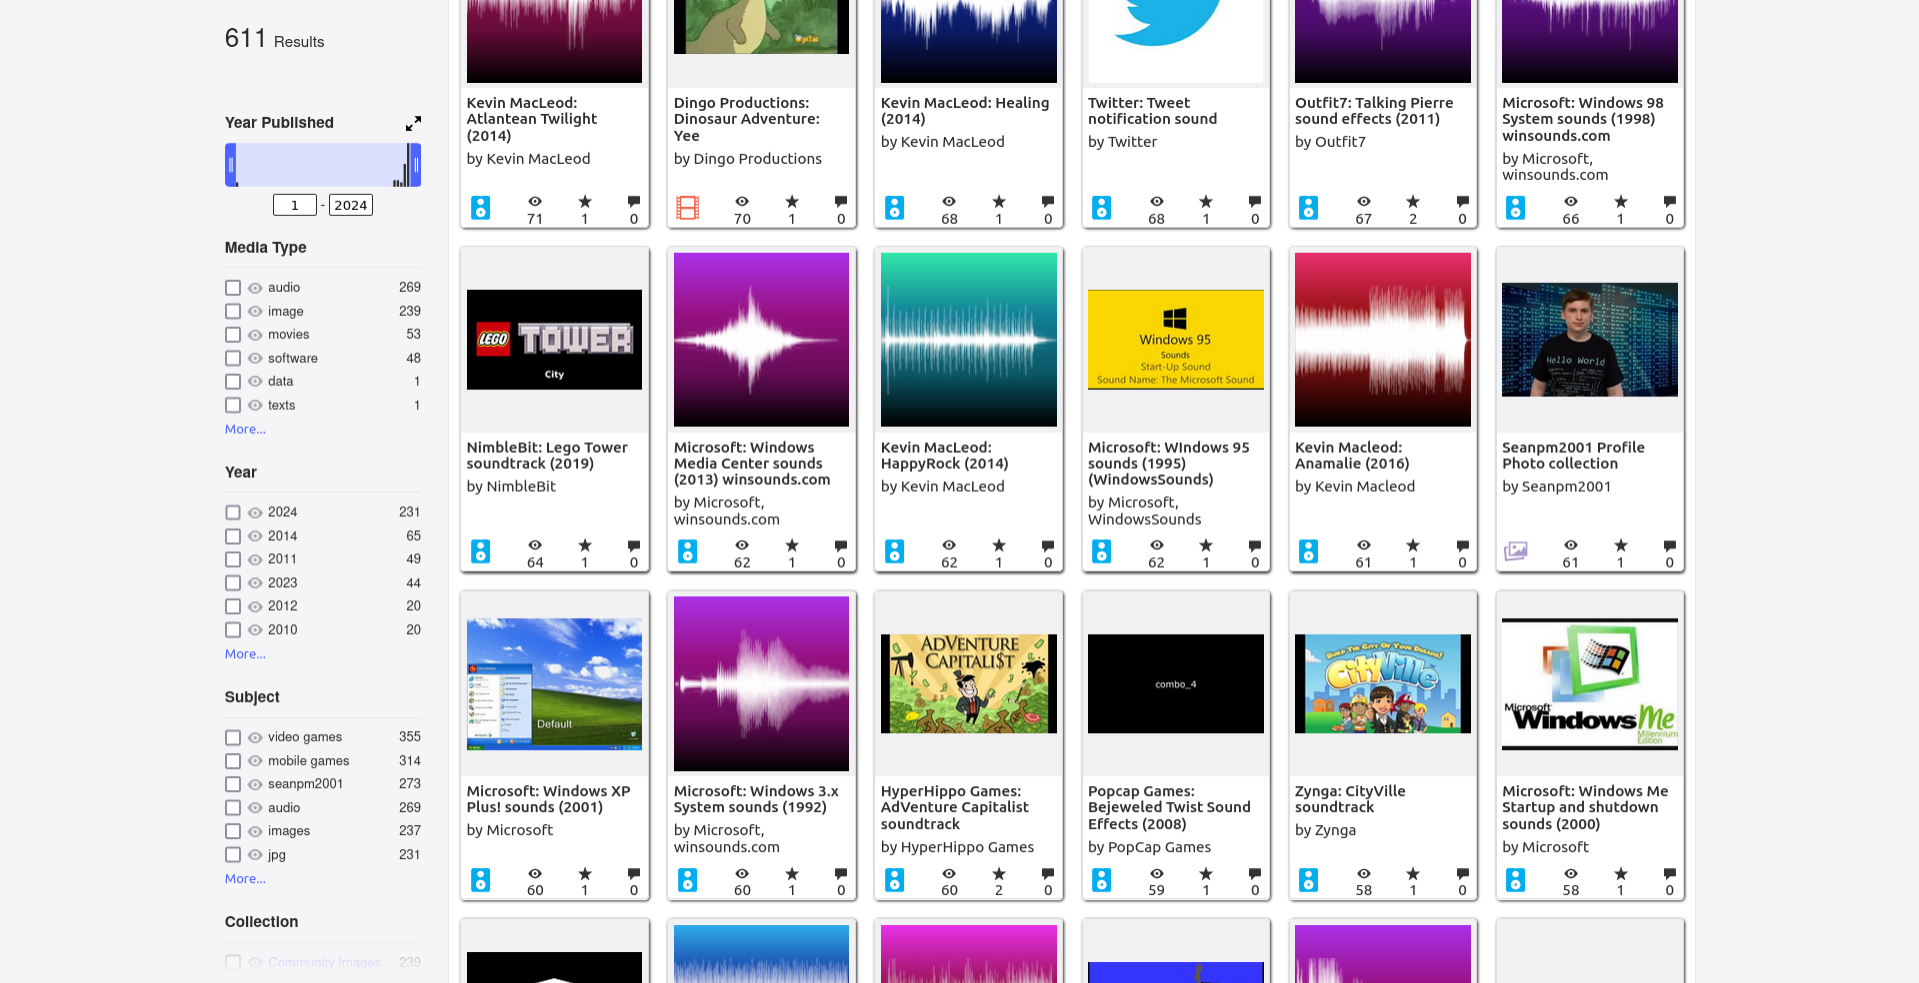 611 Results
Year Published
1 - 2024
Media Type
audio 269
image 239
movies 53
software 48
data 1
texts 1
More...
Year
2024 231
2014 65
2011 49
2023 44
2012 20
2010 20
More...
Subject
video games 355
mobile games 314
seanpm2001 273
audio 269
images 237
jpg 231
More...
Collection
Community Images 239
Kevin MacLeod:
Atlantean Twilight
(2014)
by Kevin MacLeod
71 1 0
Dingo Productions:
Dinosaur Adventure:
Yee
by Dingo Productions
70 1 0
Kevin MacLeod: Healing
(2014)
by Kevin MacLeod
68 1 0
Twitter: Tweet
notification sound
by Twitter
68 1 0
Outfit7: Talking Pierre
sound effects (2011)
by Outfit7
67 2 0
Microsoft: Windows 98
System sounds (1998)
winsounds.com
by Microsoft,
winsounds.com
66 1 0
LEGO TOWER
City
NimbleBit: Lego Tower
soundtrack (2019)
by NimbleBit
64 1 0
Microsoft: Windows
Media Center sounds
(2013) winsounds.com
by Microsoft,
winsounds.com
62 1 0
Kevin MacLeod:
HappyRock (2014)
by Kevin MacLeod
62 1 0
Windows 95
Sounds
Start-Up Sound
Sound Name: The Microsoft Sound
Microsoft: WIndows 95
sounds (1995)
(WindowsSounds)
by Microsoft,
WindowsSounds
62 1 0
Kevin Macleod:
Anamalie (2016)
by Kevin Macleod
61 1 0
Hello World
Seanpm2001 Profile
Photo collection
by Seanpm2001
61 1 0
Default
Microsoft: Windows XP
Plus! sounds (2001)
by Microsoft
60 1 0
Microsoft: Windows 3.x
System sounds (1992)
by Microsoft,
winsounds.com
60 1 0
ADVENTURE
CAPITALI$T
HyperHippo Games:
AdVenture Capitalist
soundtrack
by HyperHippo Games
60 2 0
combo_4
Popcap Games:
Bejeweled Twist Sound
Effects (2008)
by PopCap Games
59 1 0
BUILD THE CITY OF YOUR DREAMS!
CityVille
Zynga: CityVille
soundtrack
by Zynga
58 1 0
Microsoft
Windows Me
Millennium
Edition
Microsoft: Windows Me
Startup and shutdown
sounds (2000)
by Microsoft
58 1 0